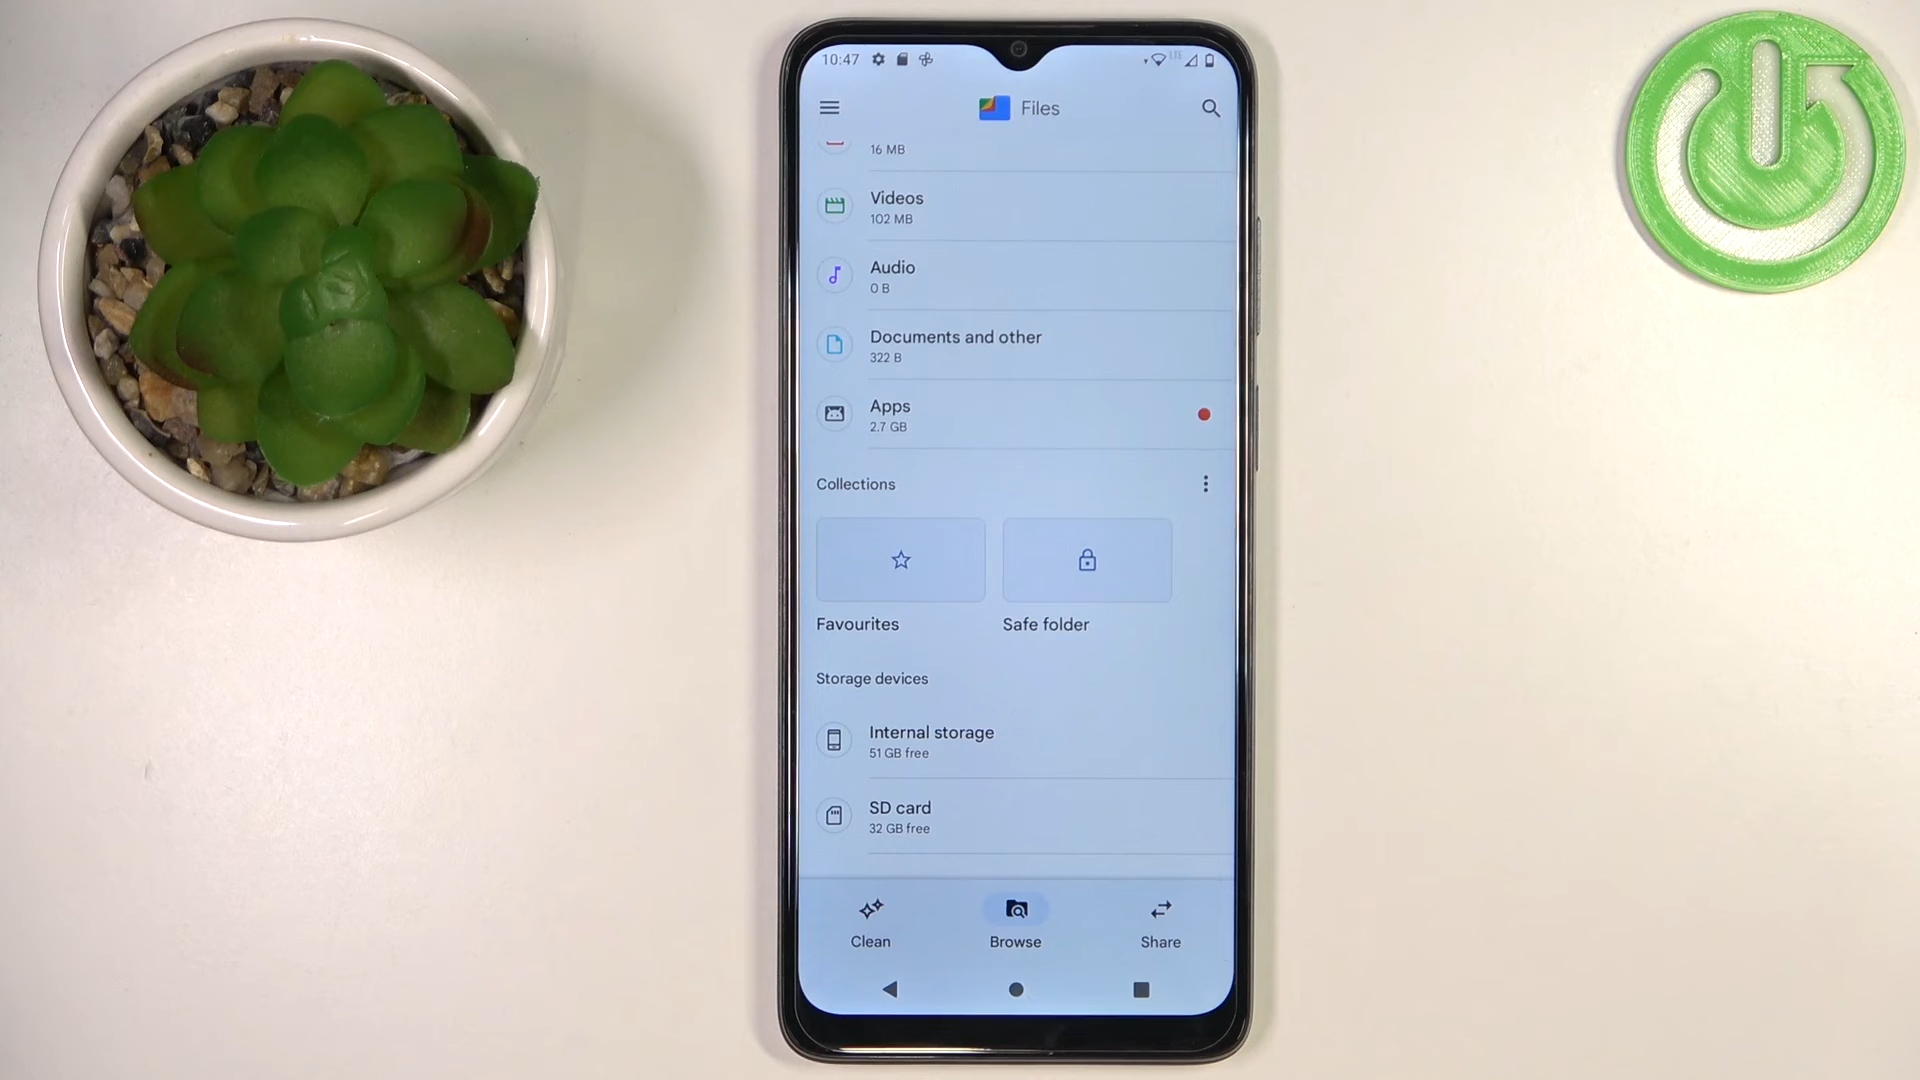 10:47
LTE
Files
16 MB
Videos
102 MB
Audio
0 B
Documents and other
322 B
Apps
2.7 GB
Collections
Favourites
Safe folder
Storage devices
Internal storage
51 GB free
SD card
32 GB free
Clean
Browse
Share